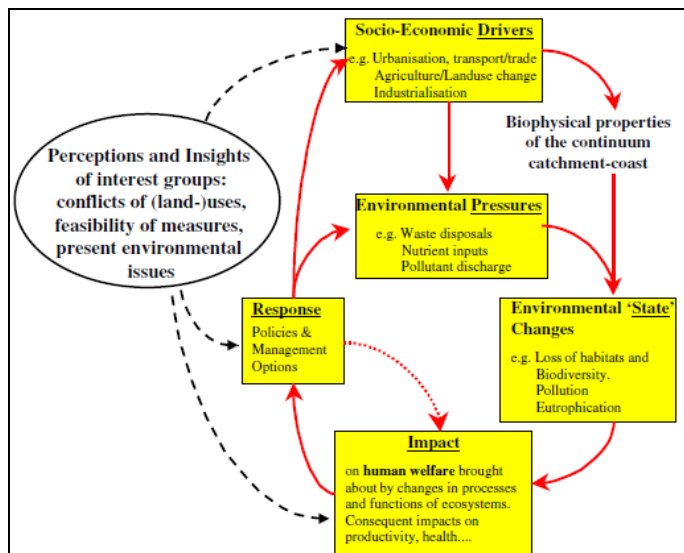 Socio-Economic Drivers
e.g. Urbanisation, transport/trade
Agriculture/Landuse change
Industrialisation
Biophysical properties
of the continuum
catchment-coast
Perceptions and Insights
of interest groups:
conflicts of (land-)uses,
feasibility of measures,
present environmental
issues
Environmental Pressures
e.g. Waste disposals
Nutrient inputs
Pollutant discharge
Response
Policies &
Management
Options
Environmental ‘State’
Changes
e.g. Loss of habitats and
Biodiversity.
Pollution
Eutrophication
Impact
on human welfare brought
about by changes in processes
and functions of ecosystems.
Consequent impacts on
productivity, health....